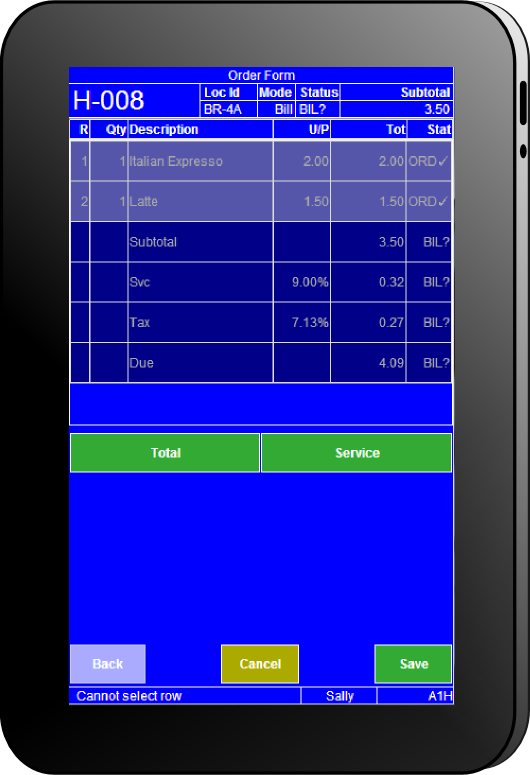 Order Form
H-008 Loc Id Mode Status Subtotal
BR-4A Bill BIL? 3.50
R Qty Description U/P Tot Stat
1 1 Italian Expresso 2.00 2.00 ORD✓
2 1 Latte 1.50 1.50 ORD✓
Subtotal 3.50 BIL?
Svc 9.00% 0.32 BIL?
Tax 7.13% 0.27 BIL?
Due 4.09 BIL?
Total Service
Back Cancel Save
Cannot select row Sally A1H